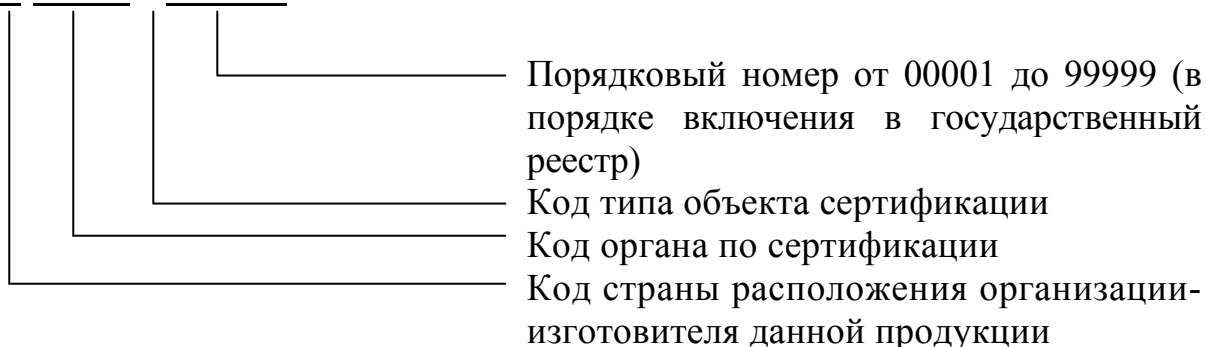 Порядковый номер от 00001 до 99999 (в
порядке включения в государственный
реестр)
Код типа объекта сертификации
Код органа по сертификации
Код страны расположения организации-
изготовителя данной продукции